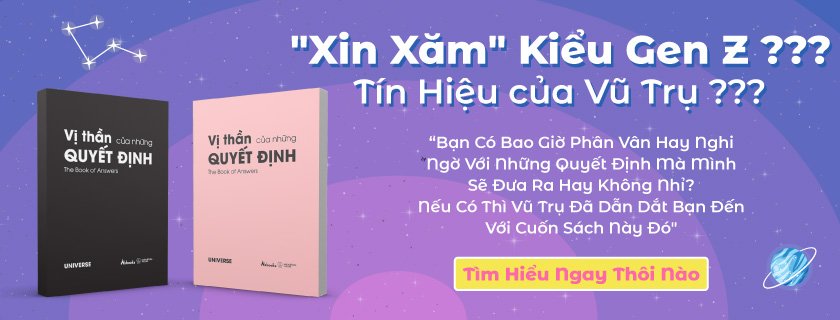 "Xin Xăm" Kiểu Gen Z ???
Tín Hiệu của Vũ Trụ ???
Vị thần của những
QUYẾT ĐỊNH
The Book of Answers
UNIVERSE
Vị thần của những
QUYẾT ĐỊNH
The Book of Answers
UNIVERSE
“Bạn Có Bao Giờ Phân Vân Hay Nghi
"Ngờ Với Những Quyết Định Mà Mình
Sẽ Đưa Ra Hay Không Nhỉ?
Nếu Có Thì Vũ Trụ Đã Dẫn Dắt Bạn Đến
Với Cuốn Sách Này Đó"
Tìm Hiểu Ngay Thôi Nào